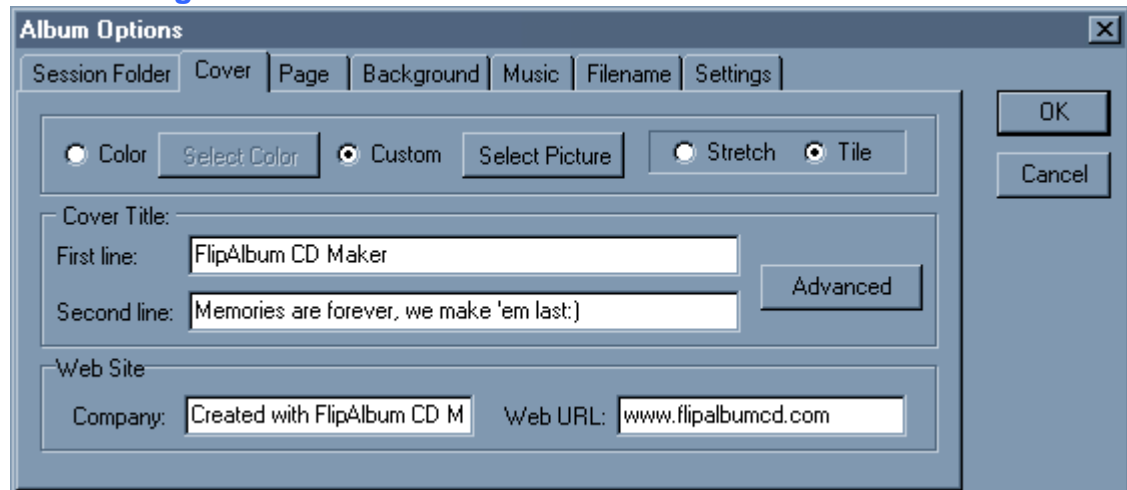 Album Options
Session Folder Cover Page Background Music Filename Settings
OK
Color Select Color Custom Select Picture Stretch Tile
Cancel
Cover Title:
First line: FlipAlbum CD Maker
Advanced
Second line: Memories are forever, we make 'em last:)
Web Site
Company: Created with FlipAlbum CD M Web URL: www.flipalbumcd.com